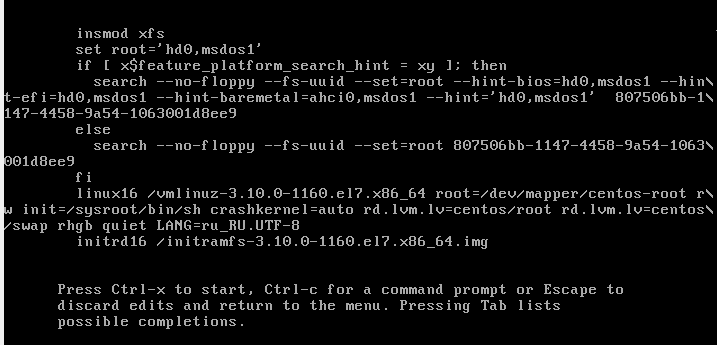 insmod xfs
set root='hd0,msdos1'
if [ x$feature_platform_search_hint = xy ]; then
search --no-floppy --fs-uuid --set=root --hint-bios=hd0,msdos1 --hin\
t-efi=hd0,msdos1 --hint-baremetal=ahci0,msdos1 --hint='hd0,msdos1'  807506bb-1\
147-4458-9a54-1063001d8ee9
else
search --no-floppy --fs-uuid --set=root 807506bb-1147-4458-9a54-1063\
001d8ee9
fi
linux16 /vmlinuz-3.10.0-1160.el7.x86_64 root=/dev/mapper/centos-root r\
w init=/sysroot/bin/sh crashkernel=auto rd.lvm.lv=centos/root rd.lvm.lv=centos\
/swap rhgb quiet LANG=ru_RU.UTF-8
initrd16 /initramfs-3.10.0-1160.el7.x86_64.img
Press Ctrl-x to start, Ctrl-c for a command prompt or Escape to
discard edits and return to the menu. Pressing Tab lists
possible completions.